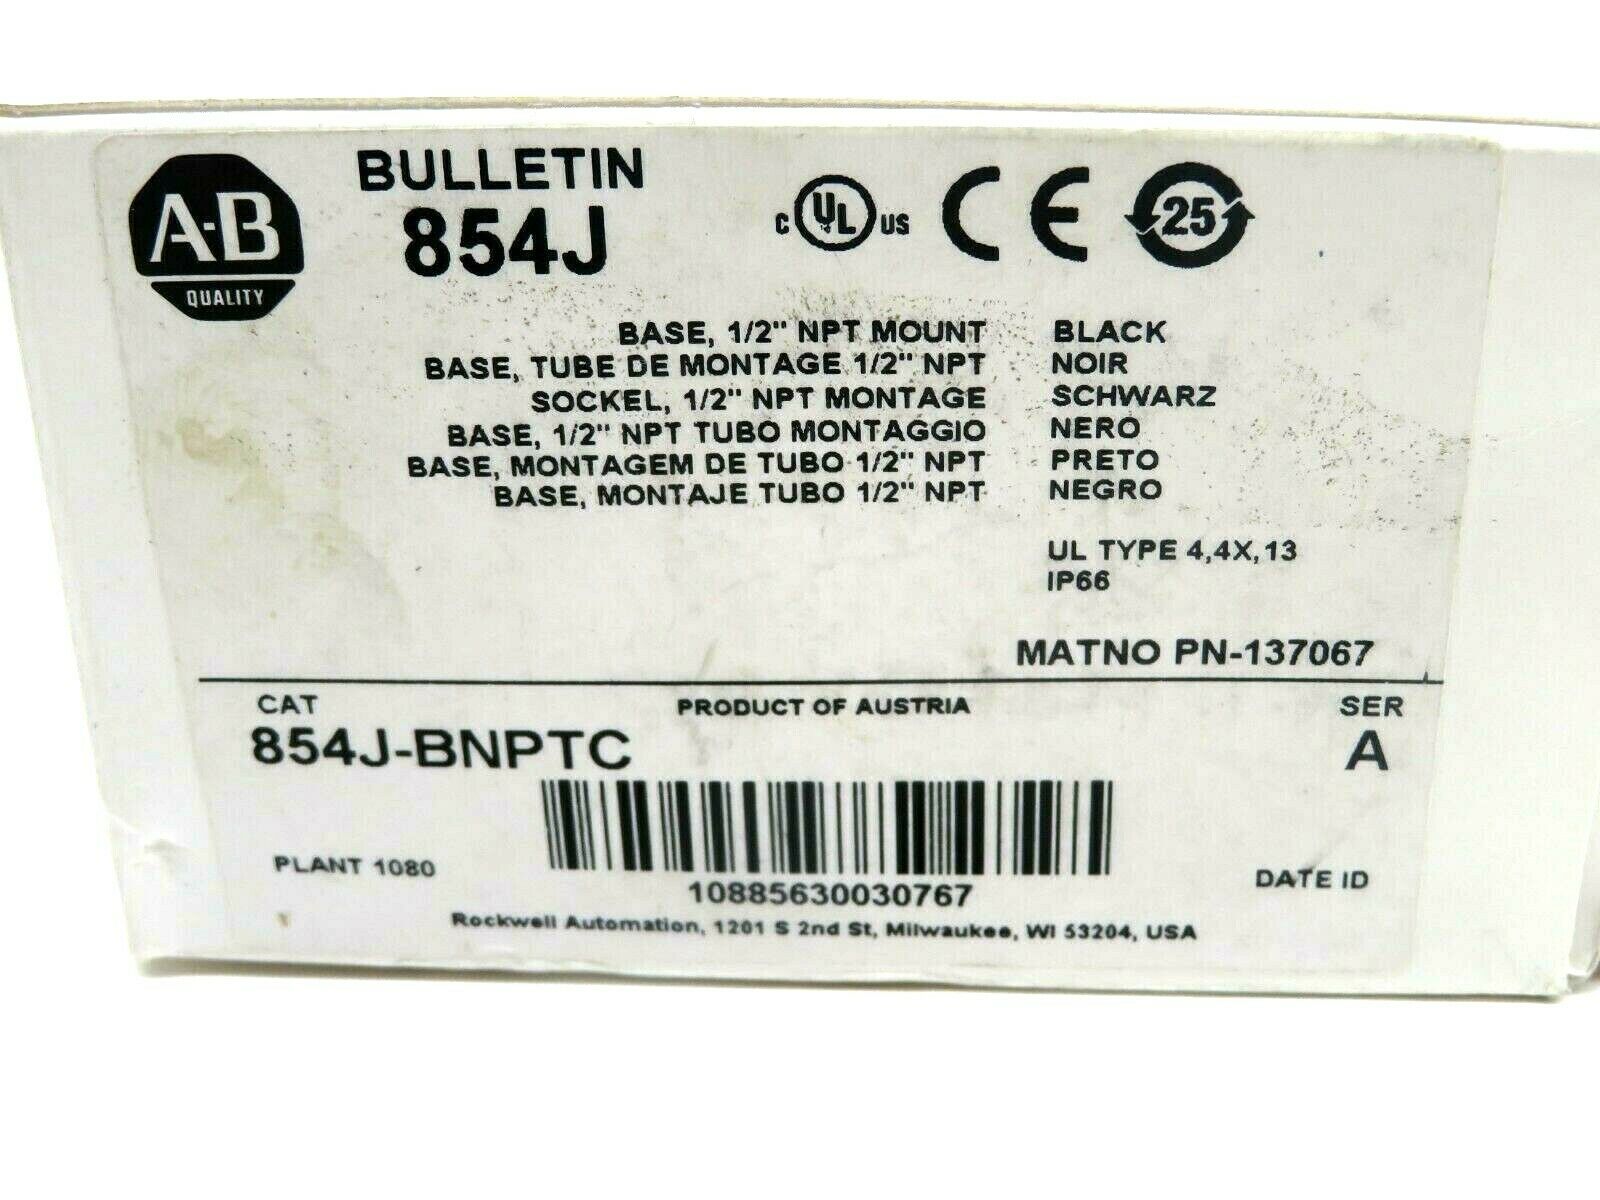 A-B
QUALITY
BULLETIN
854J
C UL US CE 25
BASE, 1/2" NPT MOUNT BLACK
BASE, TUBE DE MONTAGE 1/2" NPT NOIR
SOCKEL, 1/2" NPT MONTAGE SCHWARZ
BASE, 1/2" NPT TUBO MONTAGGIO NERO
BASE, MONTAGEM DE TUBO 1/2" NPT PRETO
BASE, MONTAJE TUBO 1/2" NPT NEGRO
UL TYPE 4,4X,13
IP66
MATNO PN-137067
CAT PRODUCT OF AUSTRIA SER
854J-BNPTC A
PLANT 1080 DATE ID
10885630030767
Rockwell Automation, 1201 S 2nd St, Milwaukee, WI 53204, USA